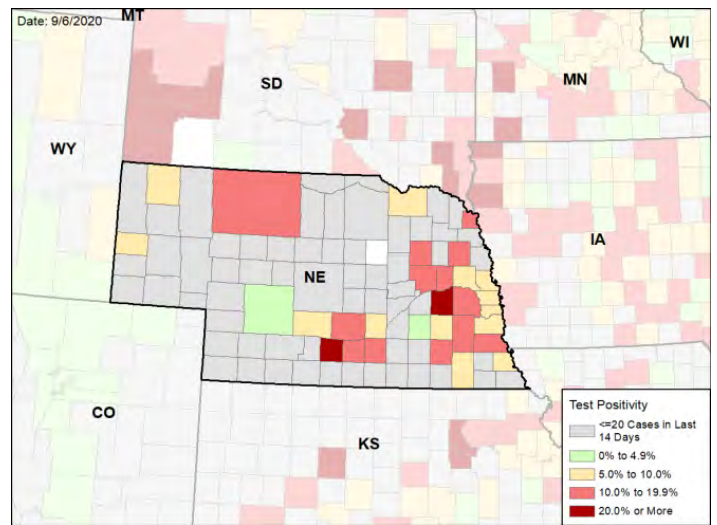 Date: 9/6/2020
MT
WI
SD
MN
WY
IA
NE
CO
KS
Test Positivity
<=20 Cases in Last
14 Days
0% to 4.9%
5.0% to 10.0%
10.0% to 19.9%
20.0% or More